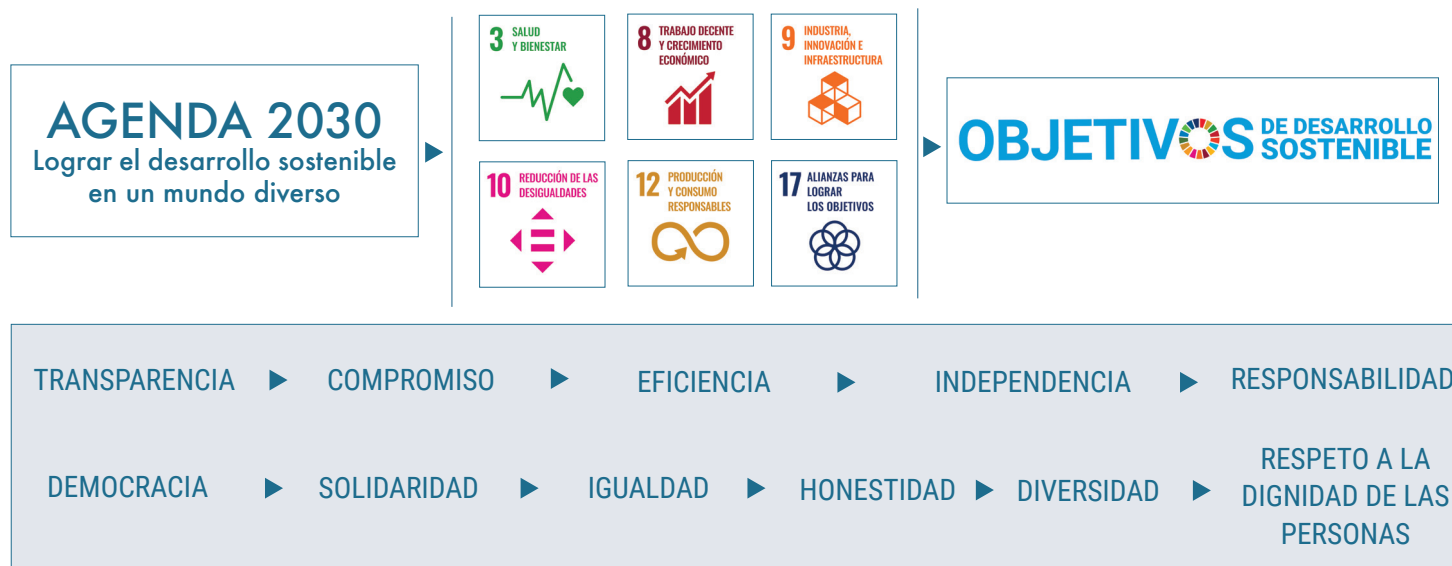 AGENDA 2030
Lograr el desarrollo sostenible
en un mundo diverso
3 SALUD
Y BIENESTAR
8 TRABAJO DECENTE
Y CRECIMIENTO
ECONÓMICO
9 INDUSTRIA,
INNOVACIÓN E
INFRAESTRUCTURA
10 REDUCCIÓN DE LAS
DESIGUALDADES
12 PRODUCCIÓN
Y CONSUMO
RESPONSABLES
17 ALIANZAS PARA
LOGRAR
LOS OBJETIVOS
OBJETIVOS DE DESARROLLO
SOSTENIBLE
TRANSPARENCIA COMPROMISO EFICIENCIA INDEPENDENCIA RESPONSABILIDAD
DEMOCRACIA SOLIDARIDAD IGUALDAD HONESTIDAD DIVERSIDAD RESPETO A LA
DIGNIDAD DE LAS
PERSONAS